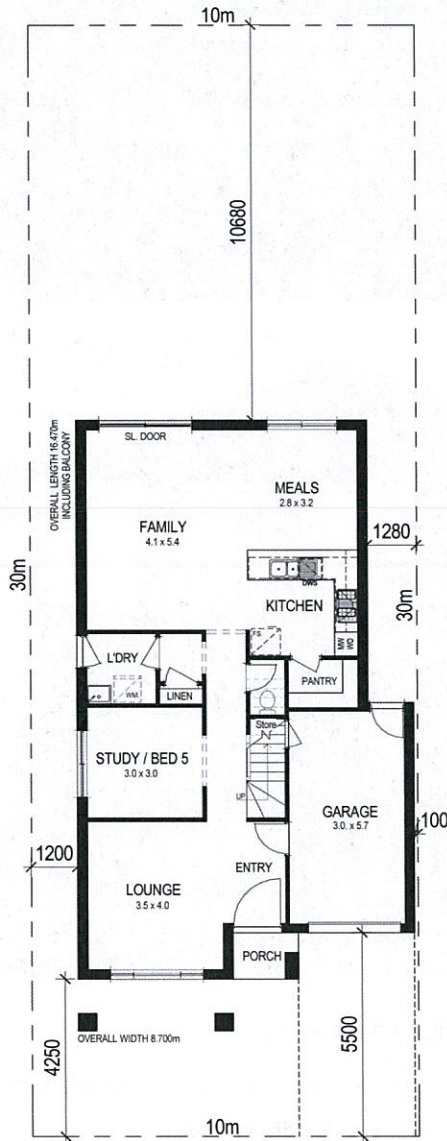 10m
10680
OVERALL LENGTH 16.470m
INCLUDING BALCONY
SL. DOOR
MEALS
2.8 x 3.2
FAMILY
4.1 x 5.4
1280
30m
30m
DWS
KITCHEN
FS
MW
WO
L'DRY
WM
LINEN
PANTRY
Store
STUDY / BED 5
3.0 x 3.0
UP
GARAGE
3.0. x 5.7
100
1200
ENTRY
LOUNGE
3.5 x 4.0
PORCH
4250
5500
OVERALL WIDTH 8.700m
10m